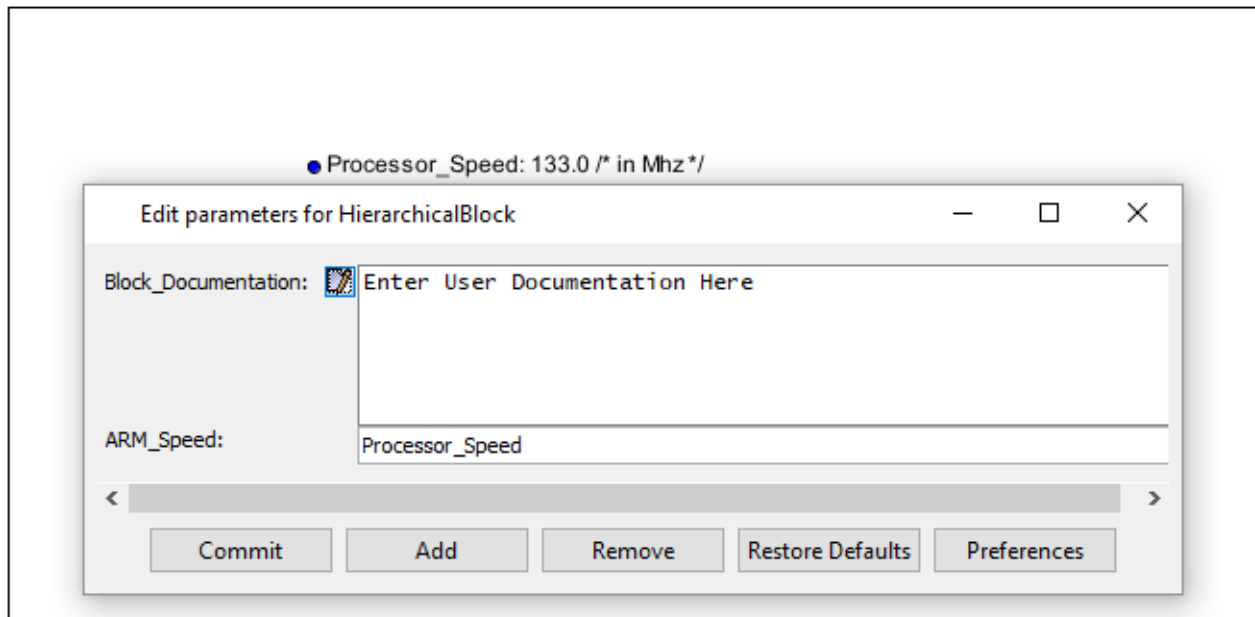 Processor_Speed: 133.0 /* in Mhz */
Edit parameters for HierarchicalBlock
Block_Documentation:
Enter User Documentation Here
ARM_Speed:
Processor_Speed
Commit
Add
Remove
Restore Defaults
Preferences